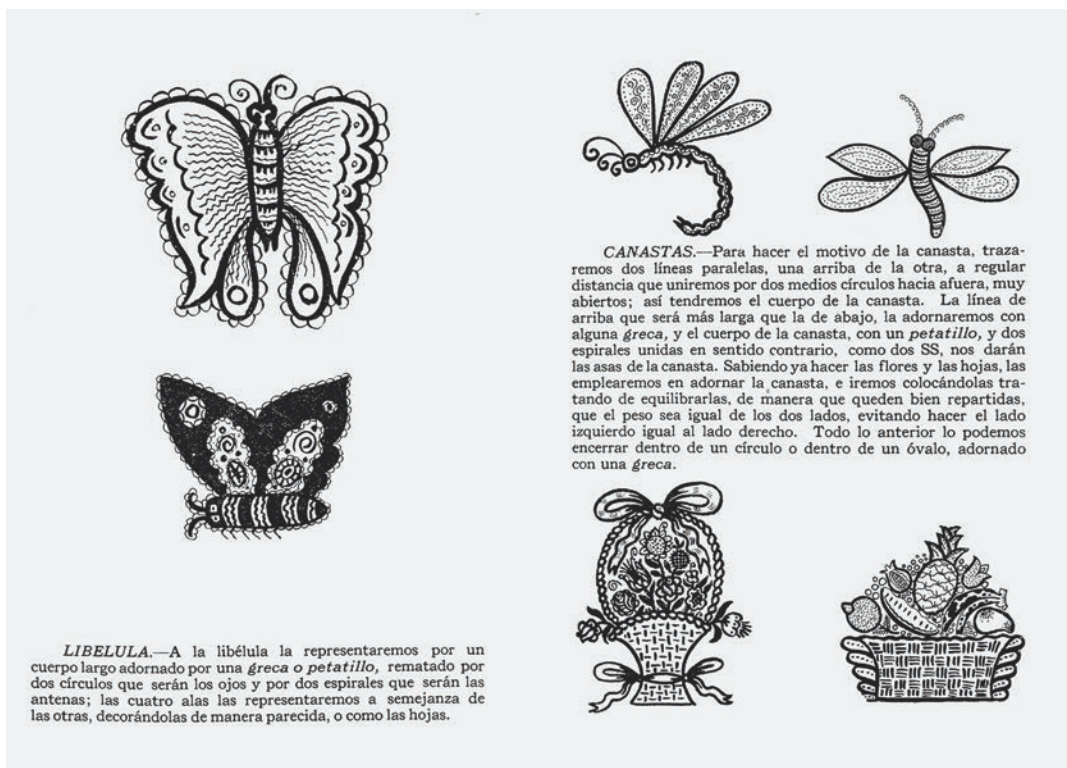 LIBELULA.—A la libélula la representaremos por un
cuerpo largo adornado por una greca o petatillo, rematado por
dos círculos que serán los ojos y por dos espirales que serán las
antenas; las cuatro alas las representaremos a semejanza de
las otras, decorándolas de manera parecida, o como las hojas.
CANASTAS.—Para hacer el motivo de la canasta, traza-
remos dos líneas paralelas, una arriba de la otra, a regular
distancia que uniremos por dos medios círculos hacia afuera, muy
abiertos; así tendremos el cuerpo de la canasta. La línea de
arriba que será más larga que la de abajo, la adornaremos con
alguna greca, y el cuerpo de la canasta, con un petatillo, y dos
espirales unidas en sentido contrario, como dos SS, nos darán
las asas de la canasta. Sabiendo ya hacer las flores y las hojas, las
emplearemos en adornar la canasta, e iremos colocándolas tra-
tando de equilibrarlas, de manera que queden bien repartidas,
que el peso sea igual de los dos lados, evitando hacer el lado
izquierdo igual al lado derecho. Todo lo anterior lo podemos
encerrar dentro de un círculo o dentro de un óvalo, adornado
con una greca.